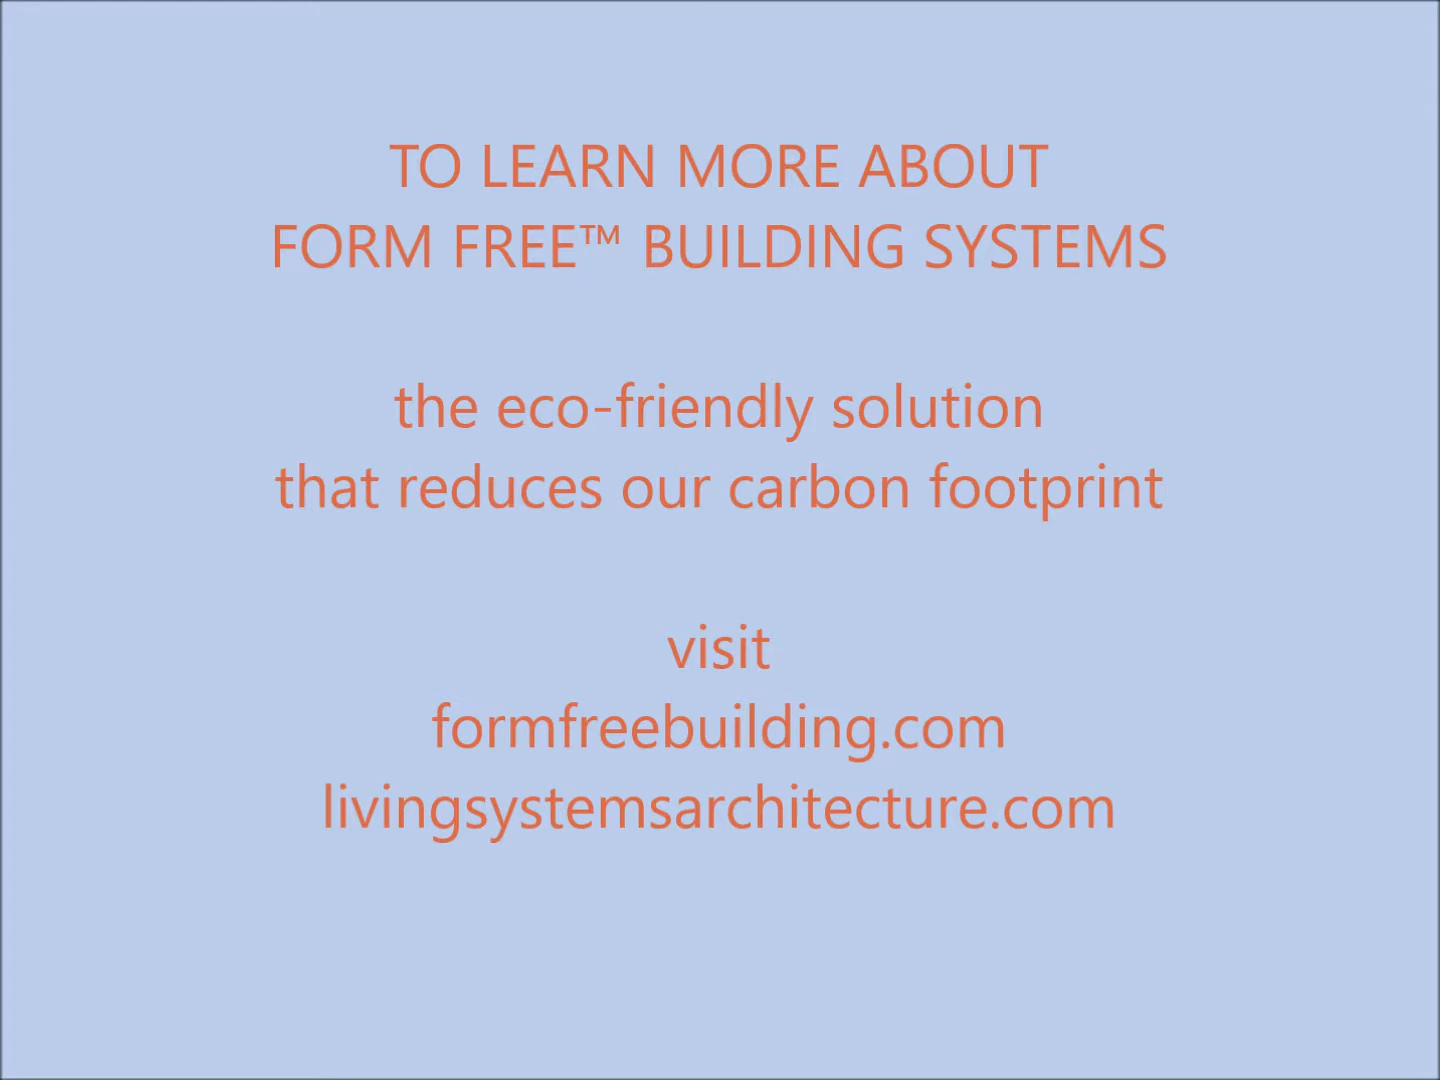 TO LEARN MORE ABOUT
FORM FREE™ BUILDING SYSTEMS
the eco-friendly solution
that reduces our carbon footprint
visit
formfreebuilding.com
livingsystemsarchitecture.com